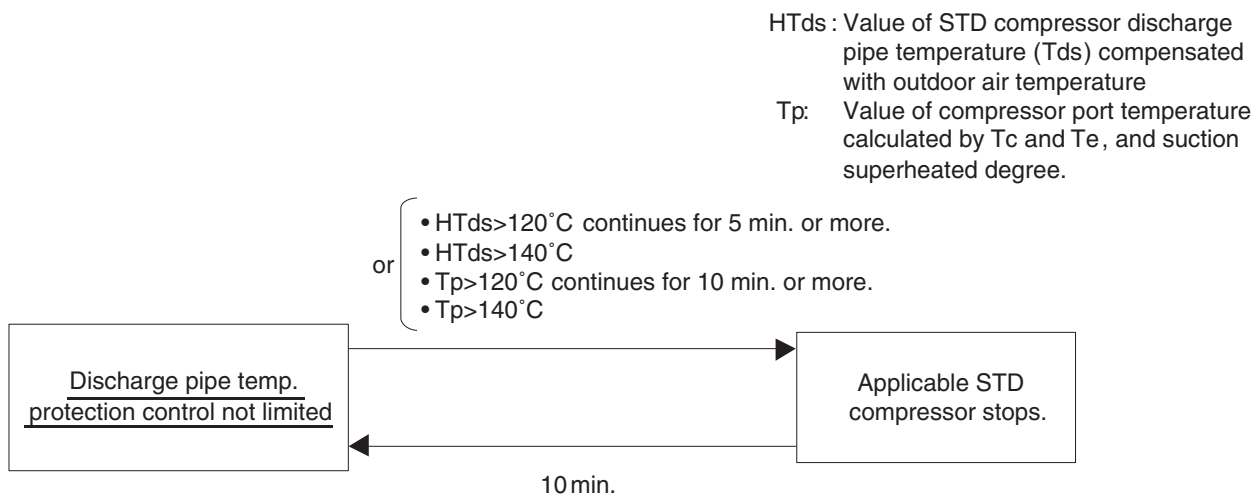 HTds : Value of STD compressor discharge
pipe temperature (Tds) compensated
with outdoor air temperature
Tp: Value of compressor port temperature
calculated by Tc and Te, and suction
superheated degree.
or
• HTds>120˚C continues for 5 min. or more.
• HTds>140˚C
• Tp>120˚C continues for 10 min. or more.
• Tp>140˚C
Discharge pipe temp.
protection control not limited
Applicable STD
compressor stops.
10 min.